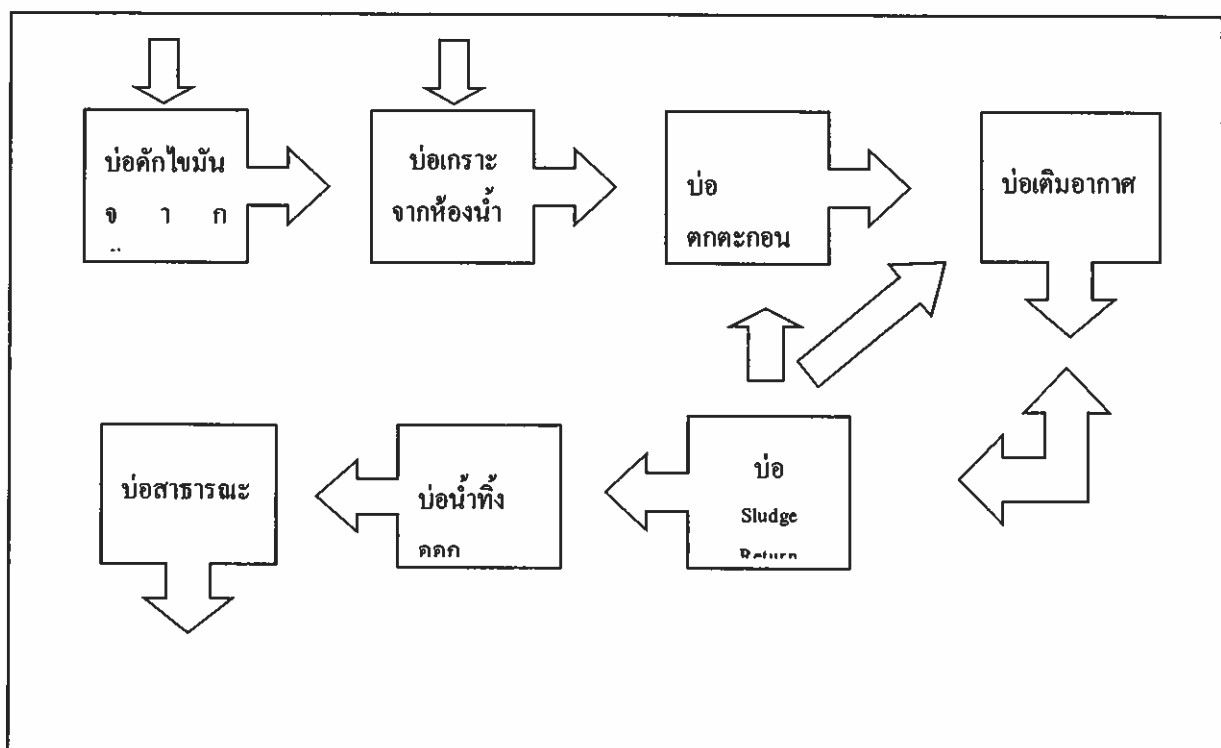 บ่อดักไขมัน
จ า ก
บ่อเกราะ
จากห้องน้ำ
บ่อ
ตกตะกอน
บ่อเติมอากาศ
บ่อสาธารณะ
บ่อน้ำทิ้ง
บ่อ
Sludge
Return